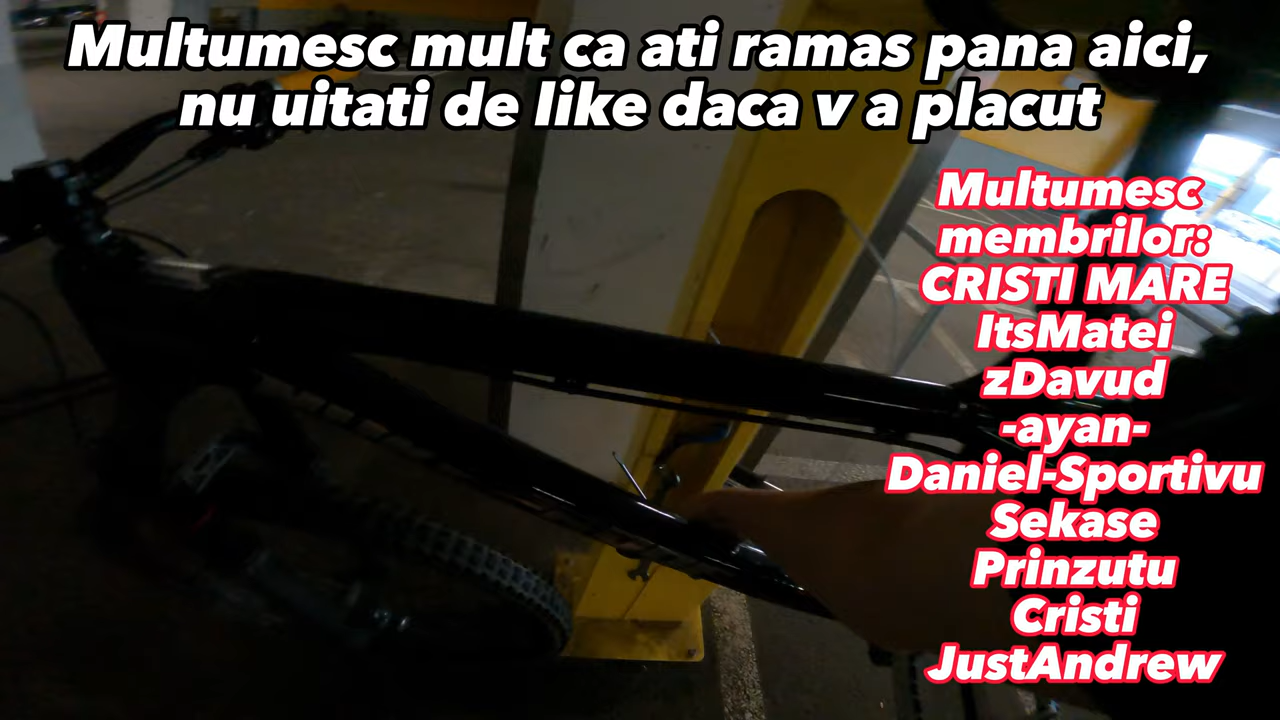 Multumesc mult ca ati ramas pana aici,
nu uitati de like daca v a placut
Multumesc
membrilor:
CRISTI MARE
ItsMatei
zDavud
-ayan-
Daniel-Sportivu
Sekase
Prinzutu
Cristi
JustAndrew